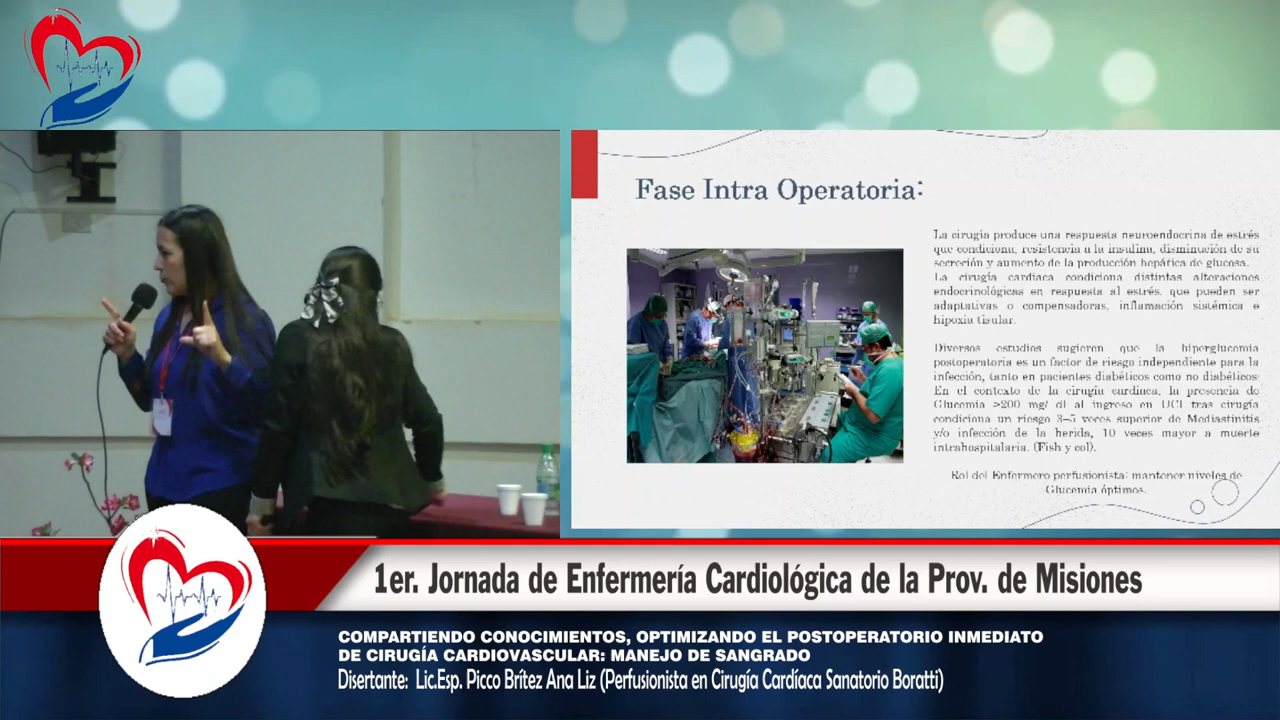 Fase Intra Operatoria:
La cirugía produce una respuesta neuroendocrina de estrés
que condiciona, resistencia a la insulina, disminución de su
secreción y aumento de la producción hepática de glucosa.
La cirugía cardiaca condiciona distintas alteraciones
endocrinológicas en respuesta al estrés, que pueden ser
adaptativas o compensadoras, inflamación sistémica e
hipoxia tisular.
Diversos estudios sugieren que la hiperglucemia
postoperatoria es un factor de riesgo independiente para la
infección, tanto en pacientes diabéticos como no diabéticos.
En el contexto de la cirugía cardíaca, la presencia de
Glucemia >200 mg/ dl al ingreso en UCI tras cirugía
condiciona un riesgo 3–5 veces superior de Mediastinitis
y/o infección de la herida, 10 veces mayor a muerte
intrahospitalaria. (Fish y col).
Rol del Enfermero perfusionista: mantener niveles de
Glucemia óptimos.
1er. Jornada de Enfermería Cardiológica de la Prov. de Misiones
COMPARTIENDO CONOCIMIENTOS, OPTIMIZANDO EL POSTOPERATORIO INMEDIATO
DE CIRUGÍA CARDIOVASCULAR: MANEJO DE SANGRADO
Disertante: Lic.Esp. Picco Brítez Ana Liz (Perfusionista en Cirugía Cardíaca Sanatorio Boratti)